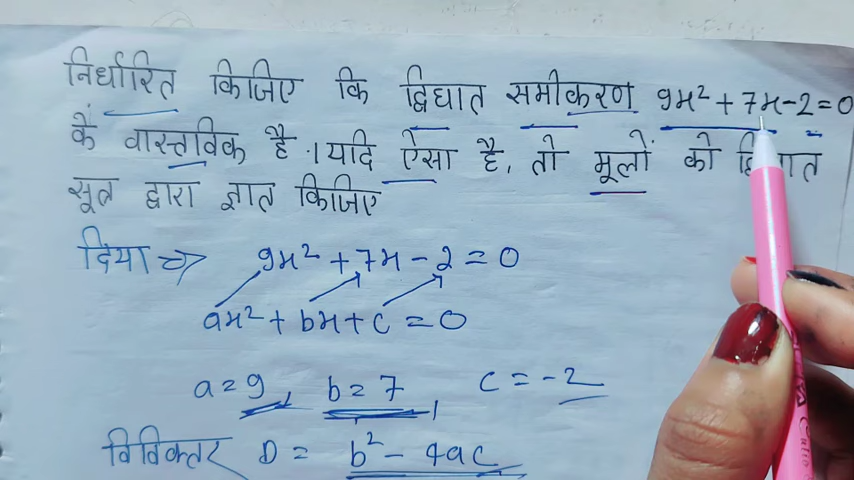 निर्धारित किजिए कि द्विघात समीकरण 9x² + 7x - 2 = 0
के वास्तविक है । यदि ऐसा है, तो मूलों को
सूत्र द्वारा ज्ञात किजिए
दिया => 9x² + 7x - 2 = 0
ax² + bx + c = 0
a = 9, b = 7, c = -2
विविक्तर D = b² - 4ac